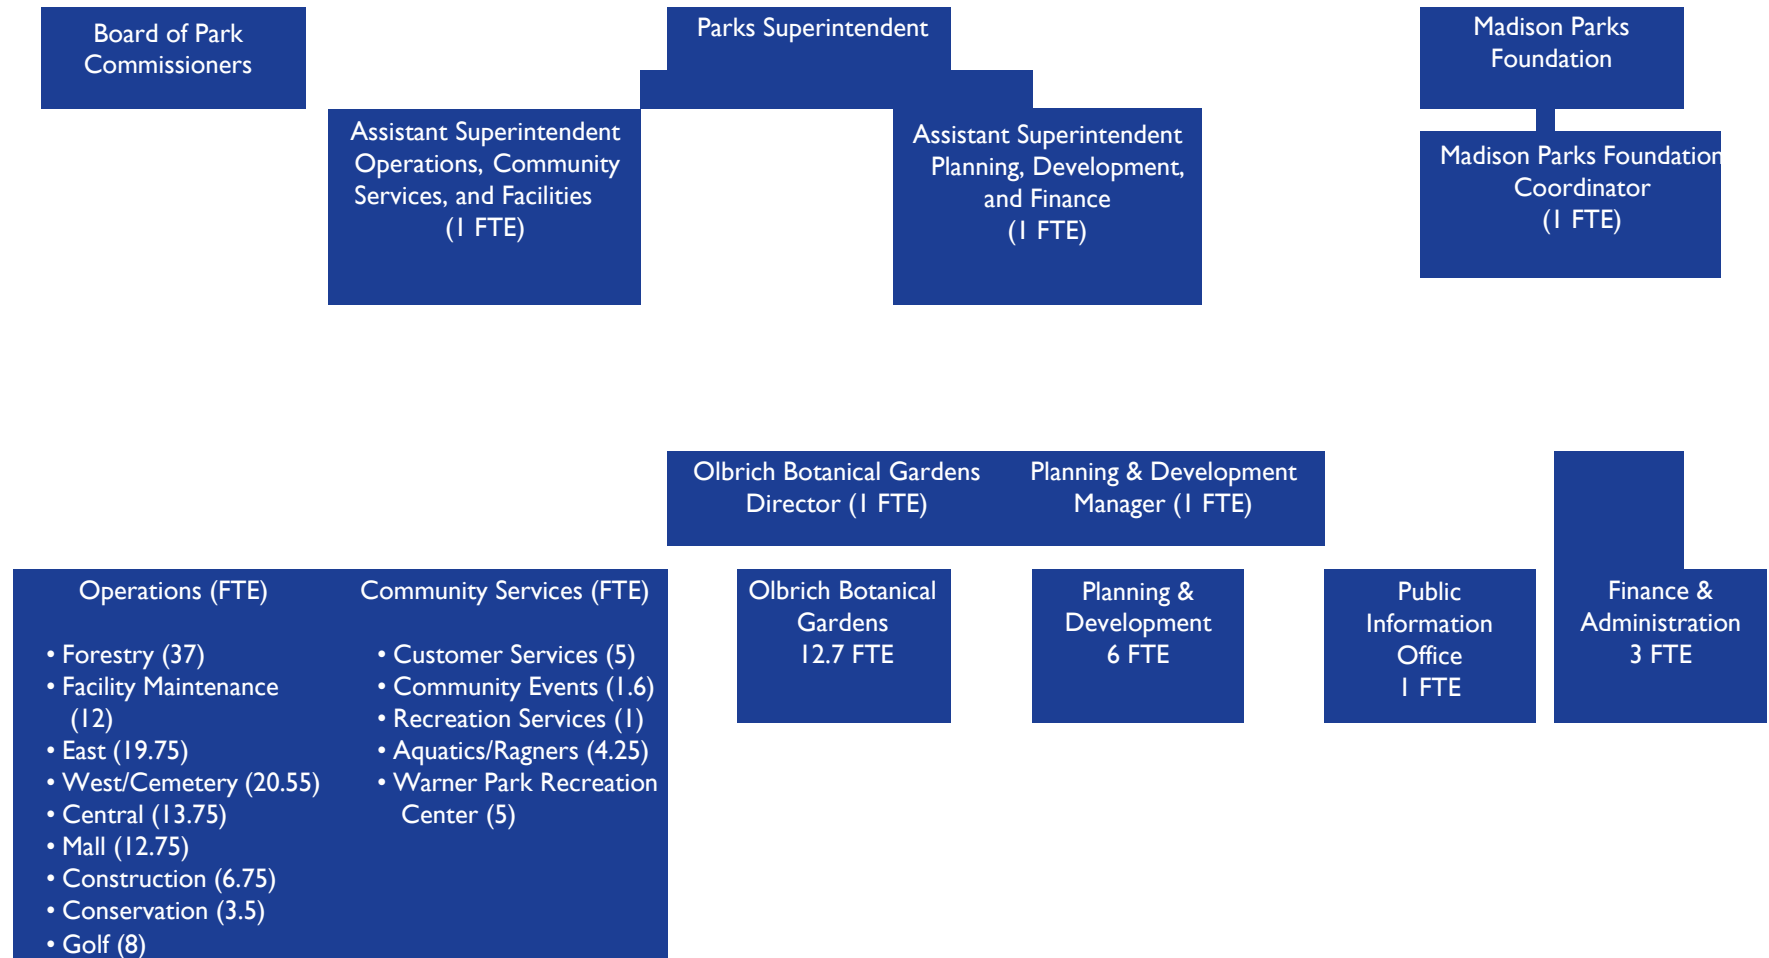 Board of Park
Commissioners
Parks Superintendent
Madison Parks
Foundation
Assistant Superintendent
Operations, Community
Services, and Facilities
(1 FTE)
Assistant Superintendent
Planning, Development,
and Finance
(1 FTE)
Madison Parks Foundation
Coordinator
(1 FTE)
Olbrich Botanical Gardens
Director (1 FTE)
Planning & Development
Manager (1 FTE)
Operations (FTE)
• Forestry (37)
• Facility Maintenance
(12)
• East (19.75)
• West/Cemetery (20.55)
• Central (13.75)
• Mall (12.75)
• Construction (6.75)
• Conservation (3.5)
• Golf (8)
Community Services (FTE)
• Customer Services (5)
• Community Events (1.6)
• Recreation Services (1)
• Aquatics/Ragners (4.25)
• Warner Park Recreation
Center (5)
Olbrich Botanical
Gardens
12.7 FTE
Planning &
Development
6 FTE
Public
Information
Office
1 FTE
Finance &
Administration
3 FTE